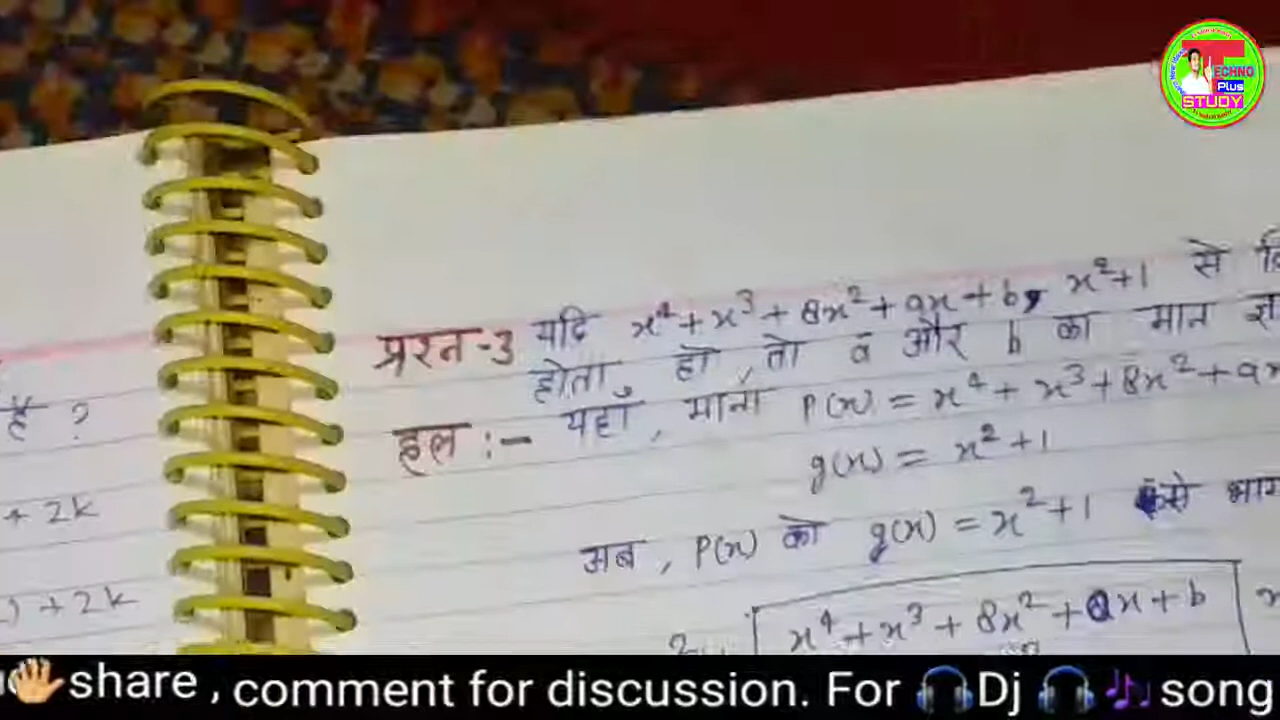 TECHNO
Plus
STUDY
प्रश्न-3 यदि x⁴+x³+8x²+ax+b, x²+1 से
होता हो, तो a और b का मान
हल :- यहाँ, माना P(x) = x⁴+x³+8x²+ax
g(x) = x²+1
अब, P(x) को g(x) = x²+1 से भाग
x⁴+x³+8x²+ax+b
हैं ?
+ 2k
) + 2k
share , comment for discussion. For 🎧Dj 🎧🎶song